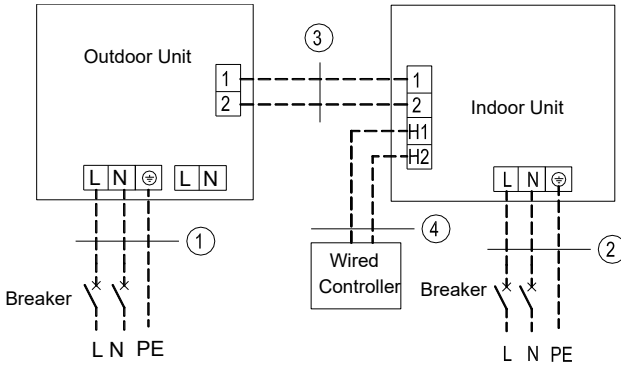 Outdoor Unit
1
2
L N ⏚
L N
③
1
2
H1
H2
Indoor Unit
L N ⏚
①
Breaker
L N PE
④
Wired
Controller
②
Breaker
L N PE